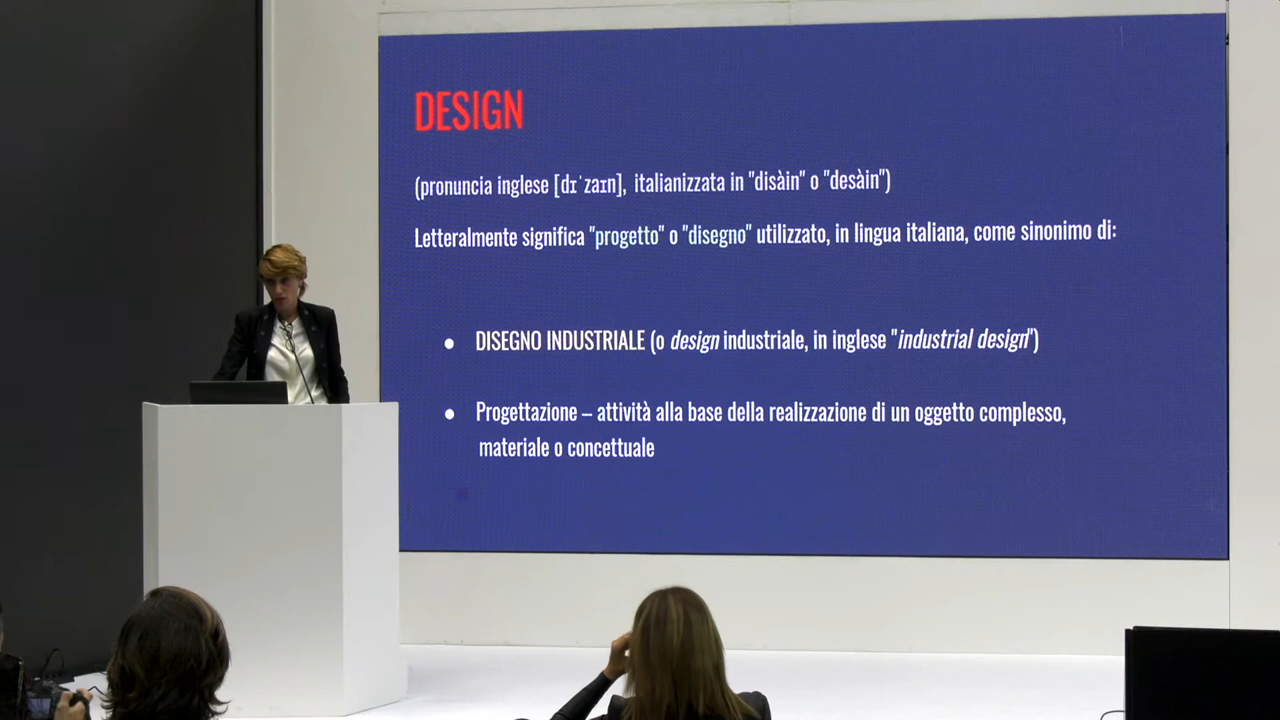 DESIGN
(pronuncia inglese [dɪˈzaɪn], italianizzata in "disàin" o "desàin")
Letteralmente significa "progetto" o "disegno" utilizzato, in lingua italiana, come sinonimo di:
● DISEGNO INDUSTRIALE (o design industriale, in inglese "industrial design")
● Progettazione – attività alla base della realizzazione di un oggetto complesso,
materiale o concettuale